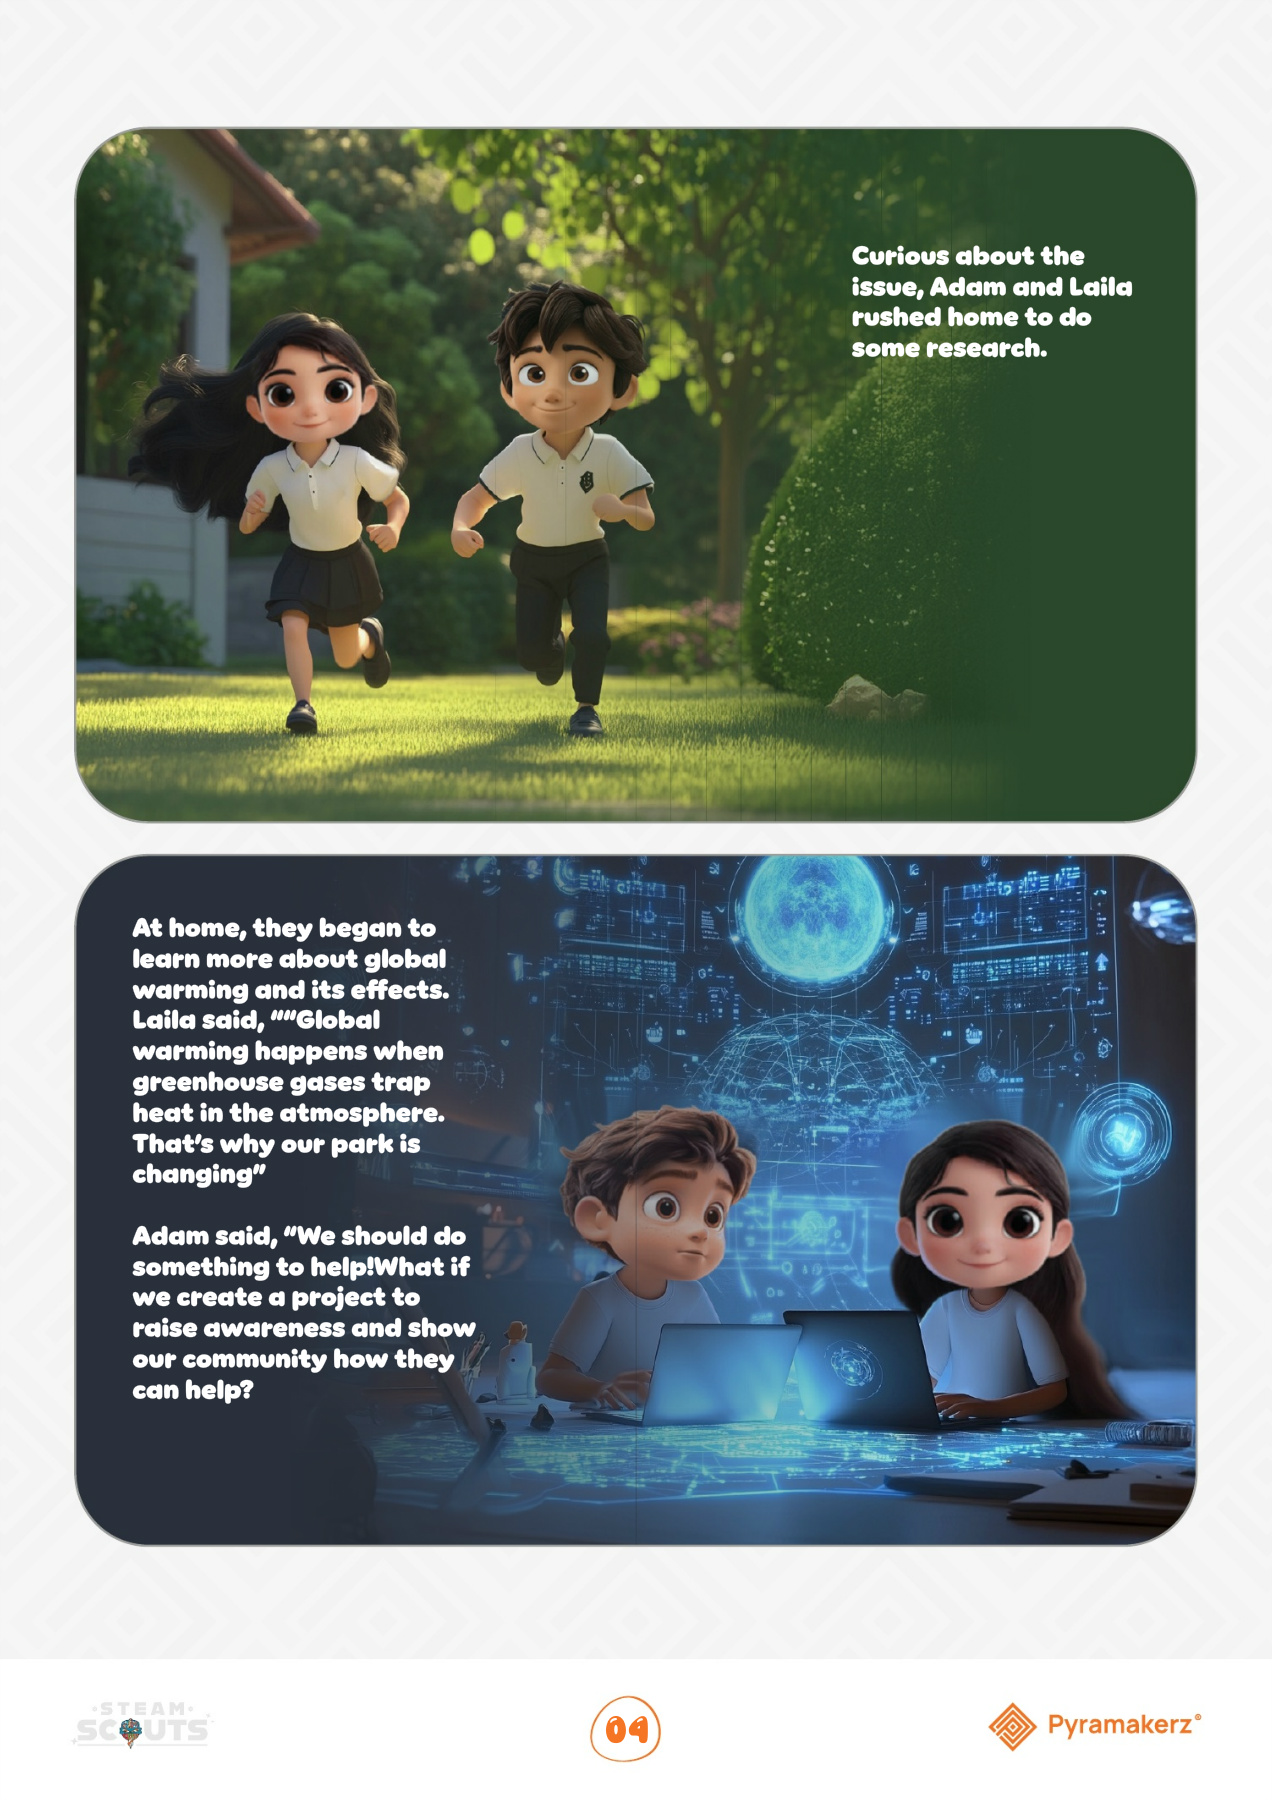 Curious about the
issue, Adam and Laila
rushed home to do
some research.
At home, they began to
learn more about global
warming and its effects.
Laila said, “"Global
warming happens when
greenhouse gases trap
heat in the atmosphere.
That’s why our park is
changing”
Adam said, “We should do
something to help!What if
we create a project to
raise awareness and show
our community how they
can help?
STEAM
SCOUTS
04
Pyramakerz®